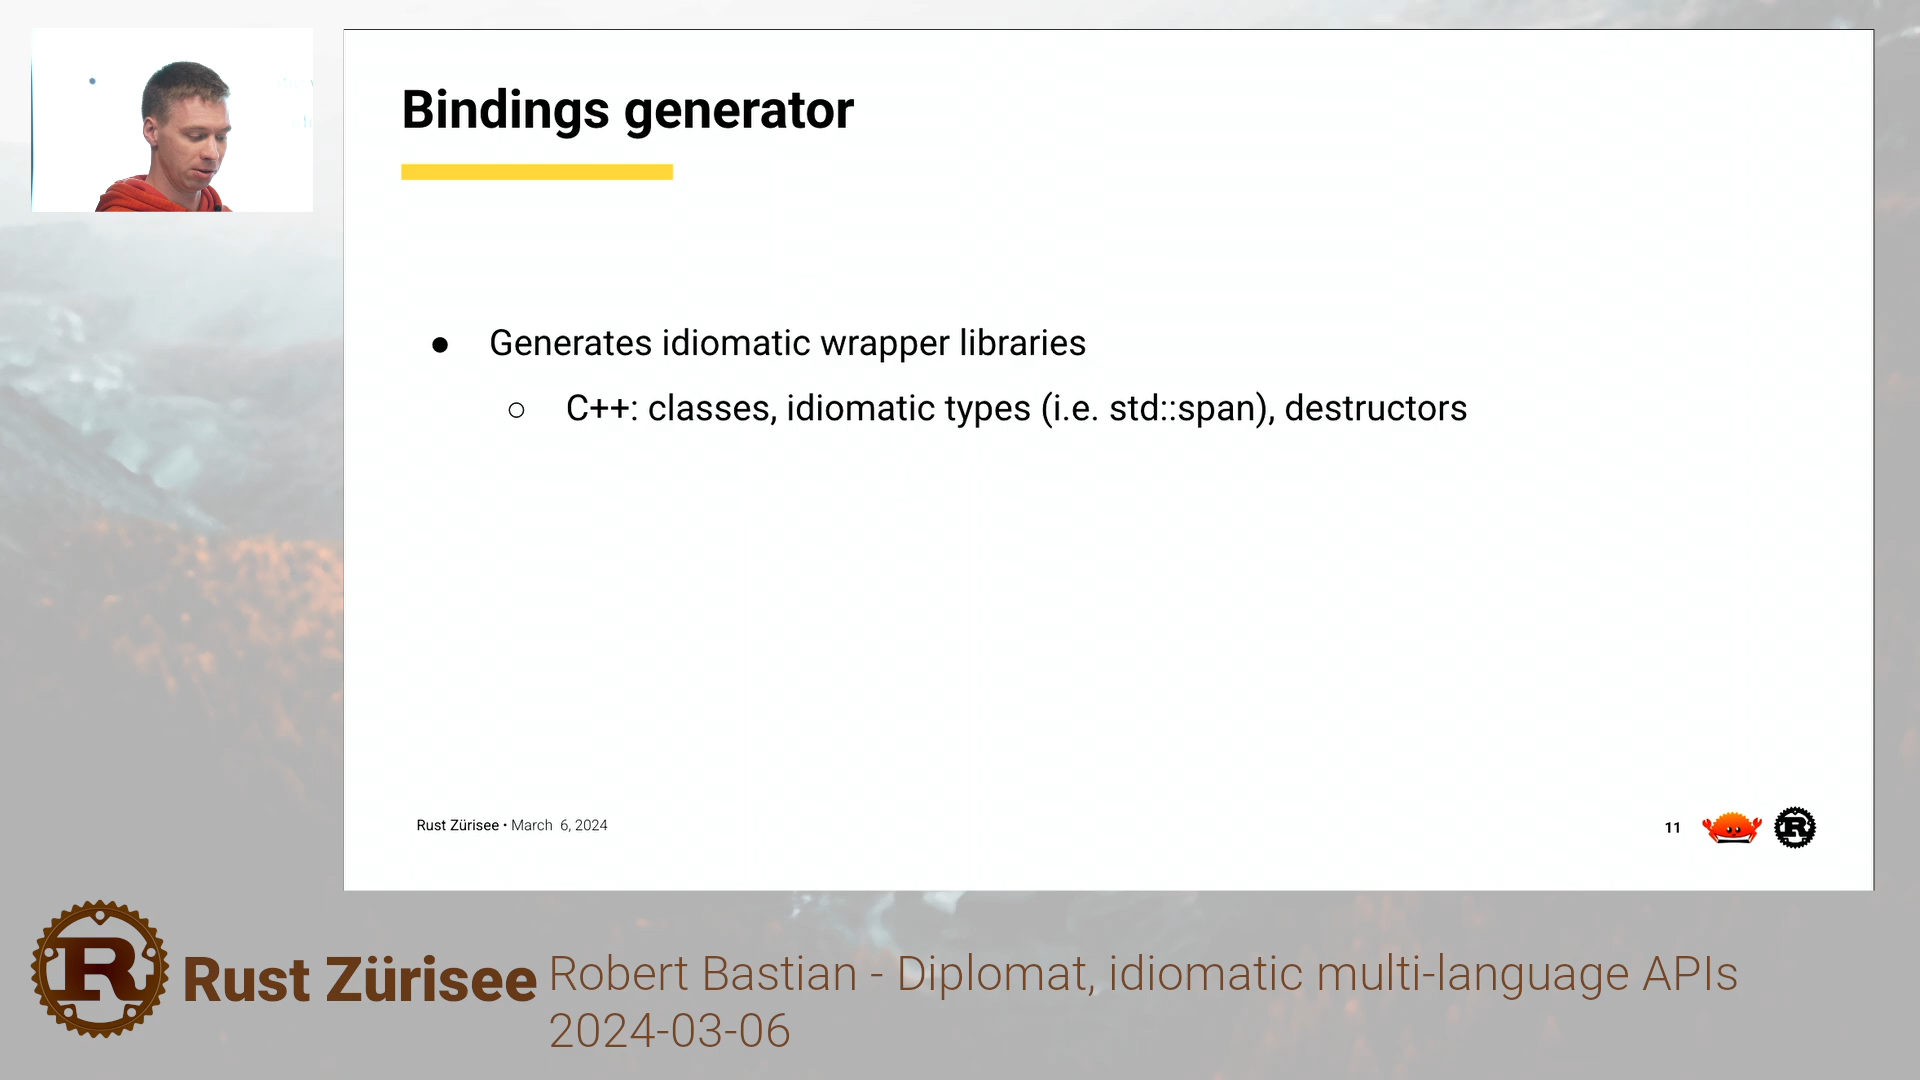 Bindings generator
● Generates idiomatic wrapper libraries
○ C++: classes, idiomatic types (i.e. std::span), destructors
Rust Zürisee • March 6, 2024
11
R
R
Rust Zürisee
Robert Bastian - Diplomat, idiomatic multi-language APIs
2024-03-06